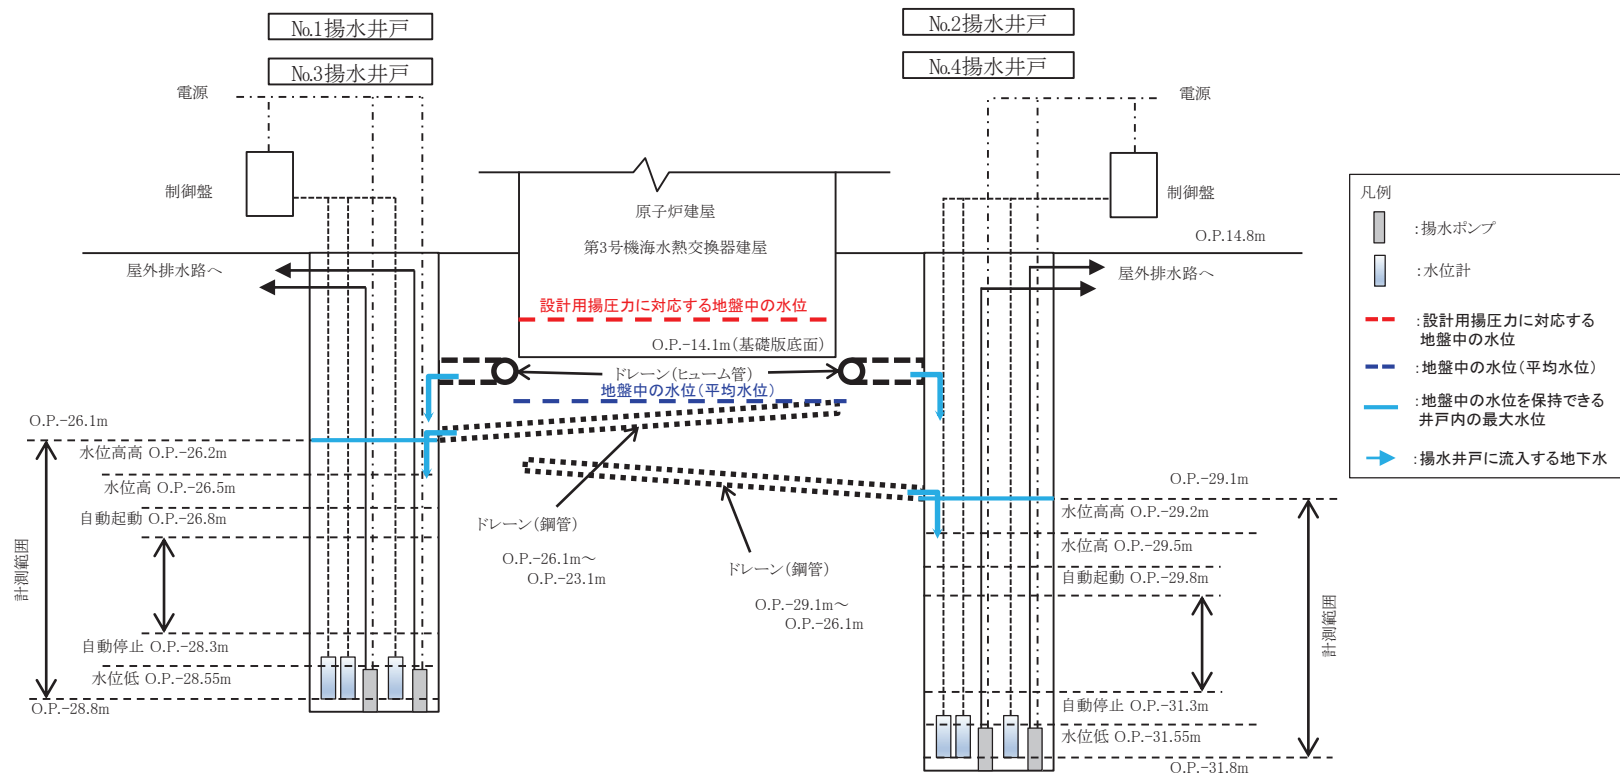 №1揚水井戸
№3揚水井戸
№2揚水井戸
№4揚水井戸
電源
制御盤
電源
制御盤
原子炉建屋
第3号機海水熱交換器建屋
O.P.14.8m
屋外排水路へ
屋外排水路へ
設計用揚圧力に対応する地盤中の水位
O.P.-14.1m(基礎版底面)
ドレーン(ヒューム管)
地盤中の水位(平均水位)
O.P.-26.1m
水位高高 O.P.-26.2m
水位高 O.P.-26.5m
自動起動 O.P.-26.8m
計測範囲
自動停止 O.P.-28.3m
水位低 O.P.-28.55m
O.P.-28.8m
ドレーン(鋼管)
O.P.-26.1m～
O.P.-23.1m
ドレーン(鋼管)
O.P.-29.1m～
O.P.-26.1m
O.P.-29.1m
水位高高 O.P.-29.2m
水位高 O.P.-29.5m
自動起動 O.P.-29.8m
計測範囲
自動停止 O.P.-31.3m
水位低 O.P.-31.55m
O.P.-31.8m
凡例
:揚水ポンプ
:水位計
:設計用揚圧力に対応する
地盤中の水位
:地盤中の水位(平均水位)
:地盤中の水位を保持できる
井戸内の最大水位
:揚水井戸に流入する地下水